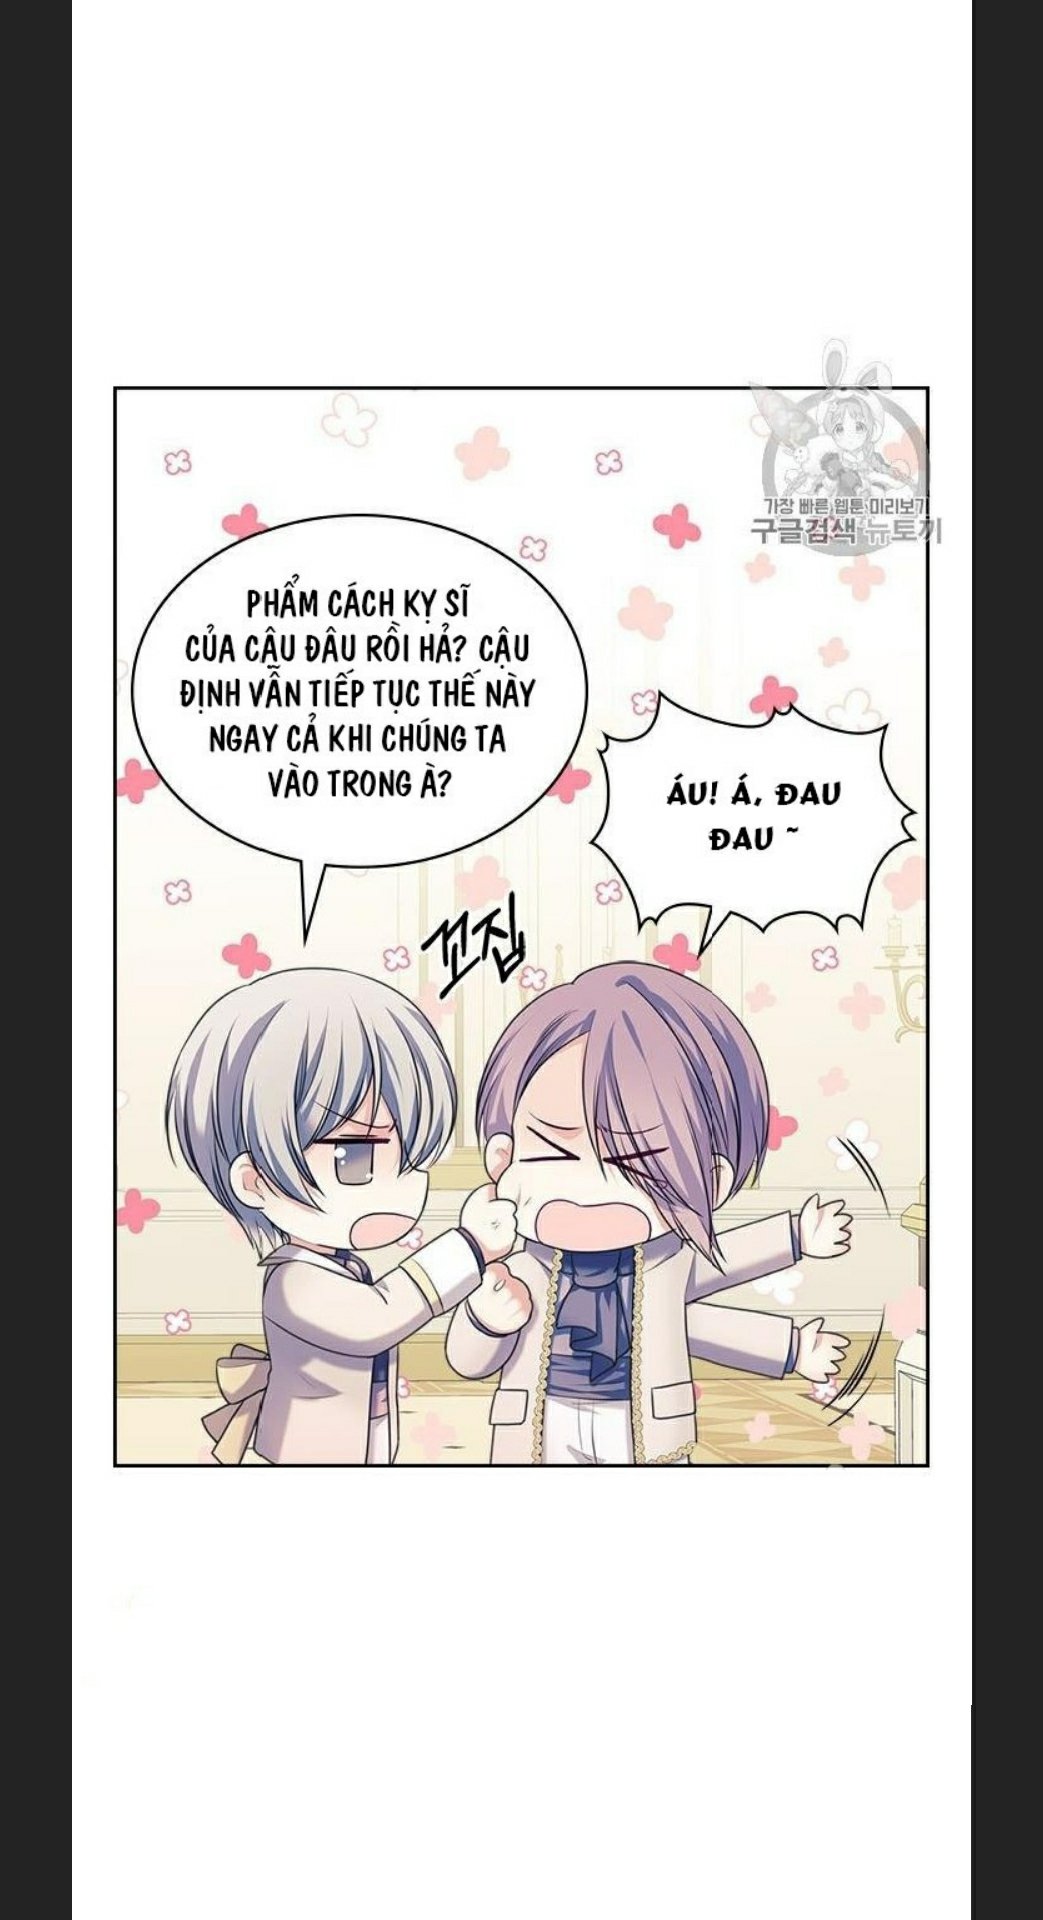 가장 빠른 웹툰 미리보기
구글검색 뉴토끼
PHẨM CÁCH KỴ SĨ
CỦA CẬU ĐÂU RỒI HẢ? CẬU
ĐỊNH VẪN TIẾP TỤC THẾ NÀY
NGAY CẢ KHI CHÚNG TA
VÀO TRONG À?
ÁU! Á, ĐAU
ĐAU ~
꼬집